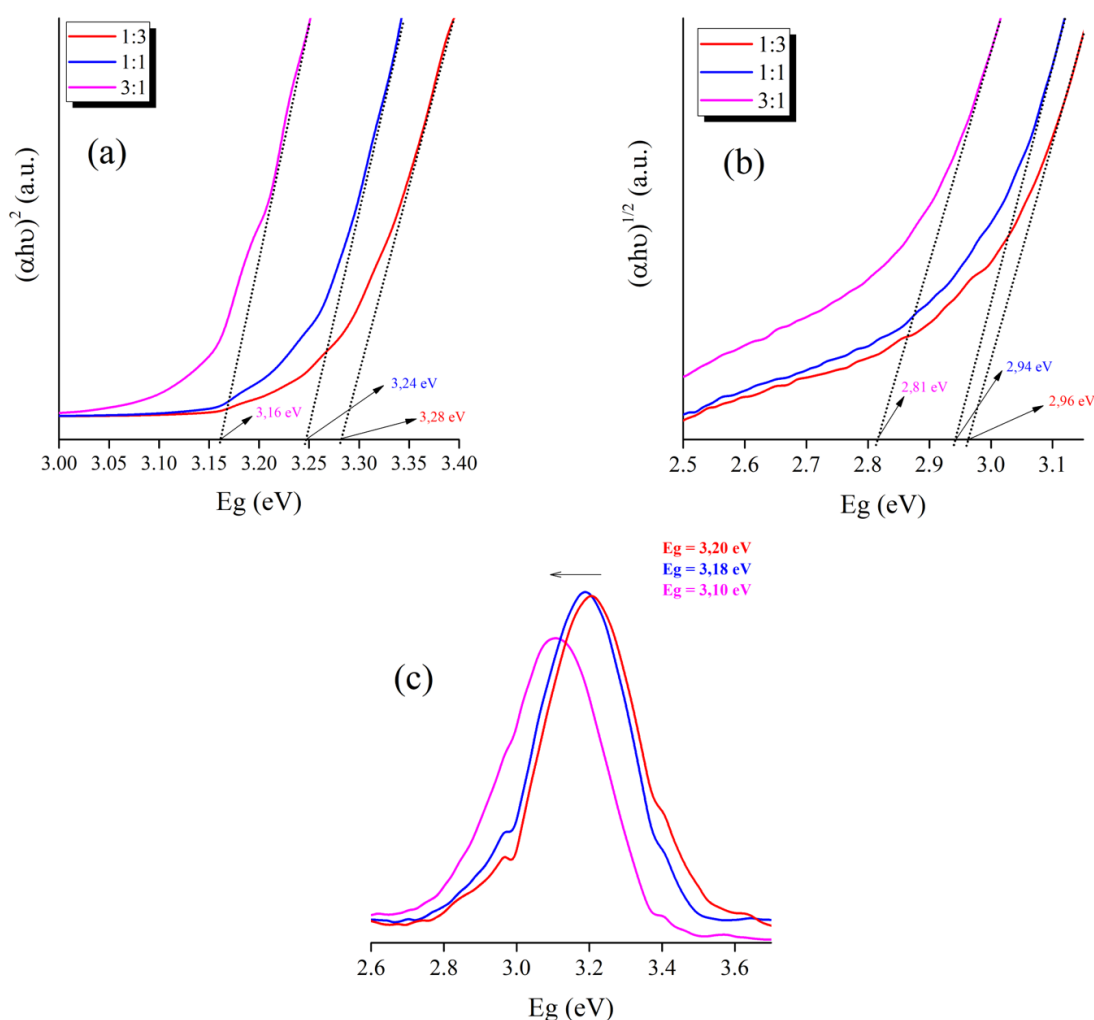 1:3
1:1
3:1
(a)
(αhυ)² (a.u.)
3,24 eV
3,16 eV
3,28 eV
3.00 3.05 3.10 3.15 3.20 3.25 3.30 3.35 3.40
Eg (eV)
1:3
1:1
3:1
(b)
(αhυ)^1/2 (a.u.)
2,94 eV
2,81 eV
2,96 eV
2.5 2.6 2.7 2.8 2.9 3.0 3.1
Eg (eV)
Eg = 3,20 eV
Eg = 3,18 eV
Eg = 3,10 eV
(c)
2.6 2.8 3.0 3.2 3.4 3.6
Eg (eV)